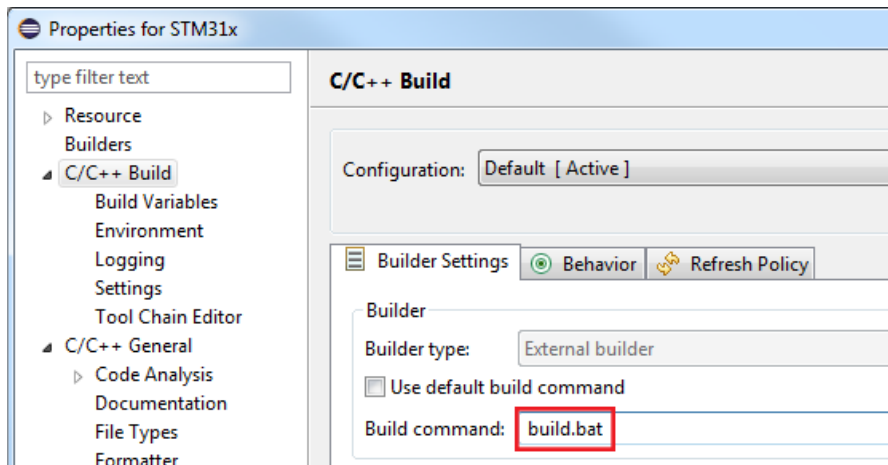 Properties for STM31x
type filter text
Resource
Builders
C/C++ Build
Build Variables
Environment
Logging
Settings
Tool Chain Editor
C/C++ General
Code Analysis
Documentation
File Types
Formatter
C/C++ Build
Configuration: Default [ Active ]
Builder Settings Behavior Refresh Policy
Builder
Builder type: External builder
Use default build command
Build command: build.bat